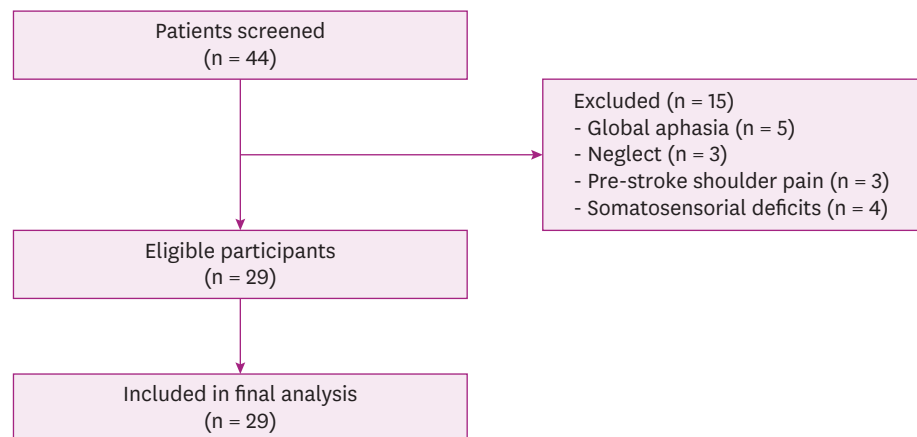 Patients screened
(n = 44)
Excluded (n = 15)
- Global aphasia (n = 5)
- Neglect (n = 3)
- Pre-stroke shoulder pain (n = 3)
- Somatosensorial deficits (n = 4)
Eligible participants
(n = 29)
Included in final analysis
(n = 29)